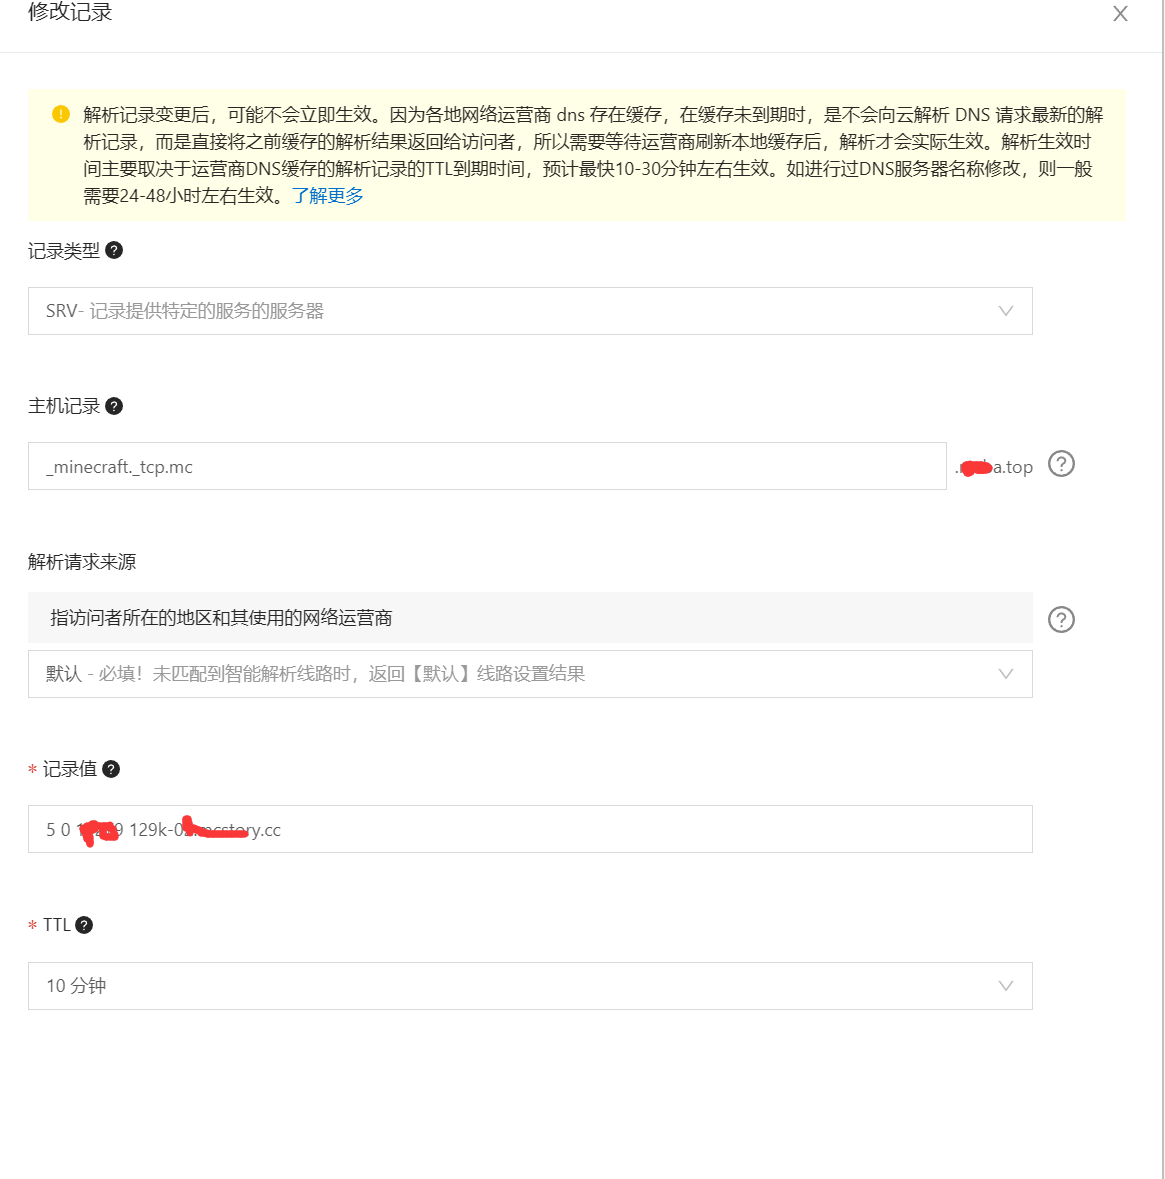 修改记录
解析记录变更后，可能不会立即生效。因为各地网络运营商 dns 存在缓存，在缓存未到期时，是不会向云解析 DNS 请求最新的解
析记录，而是直接将之前缓存的解析结果返回给访问者，所以需要等待运营商刷新本地缓存后，解析才会实际生效。解析生效时
间主要取决于运营商DNS缓存的解析记录的TTL到期时间，预计最快10-30分钟左右生效。如进行过DNS服务器名称修改，则一般
需要24-48小时左右生效。了解更多
记录类型
SRV- 记录提供特定的服务的服务器
主机记录
_minecraft._tcp.mc
a.top
解析请求来源
指访问者所在的地区和其使用的网络运营商
默认 - 必填！未匹配到智能解析线路时，返回【默认】线路设置结果
* 记录值
5 0 129k-0 .cc
* TTL
10 分钟